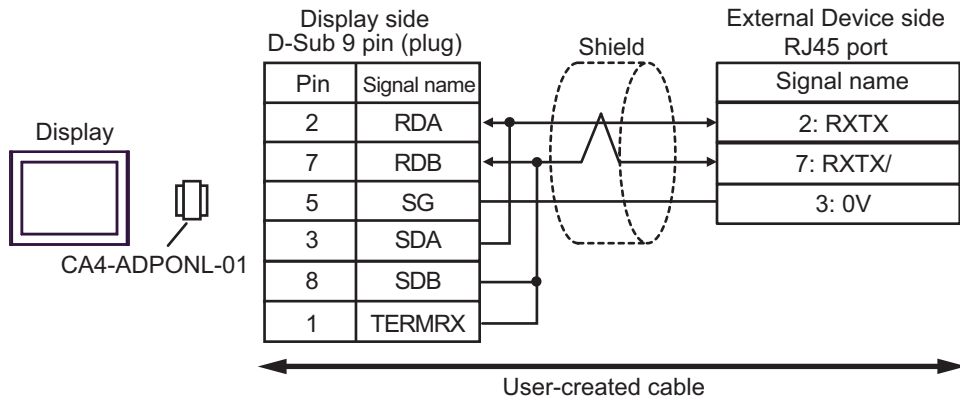 Display side
D-Sub 9 pin (plug)
Shield
External Device side
RJ45 port
Display
CA4-ADPONL-01
Pin Signal name
2 RDA
7 RDB
5 SG
3 SDA
8 SDB
1 TERMRX
Signal name
2: RXTX
7: RXTX/
3: 0V
User-created cable